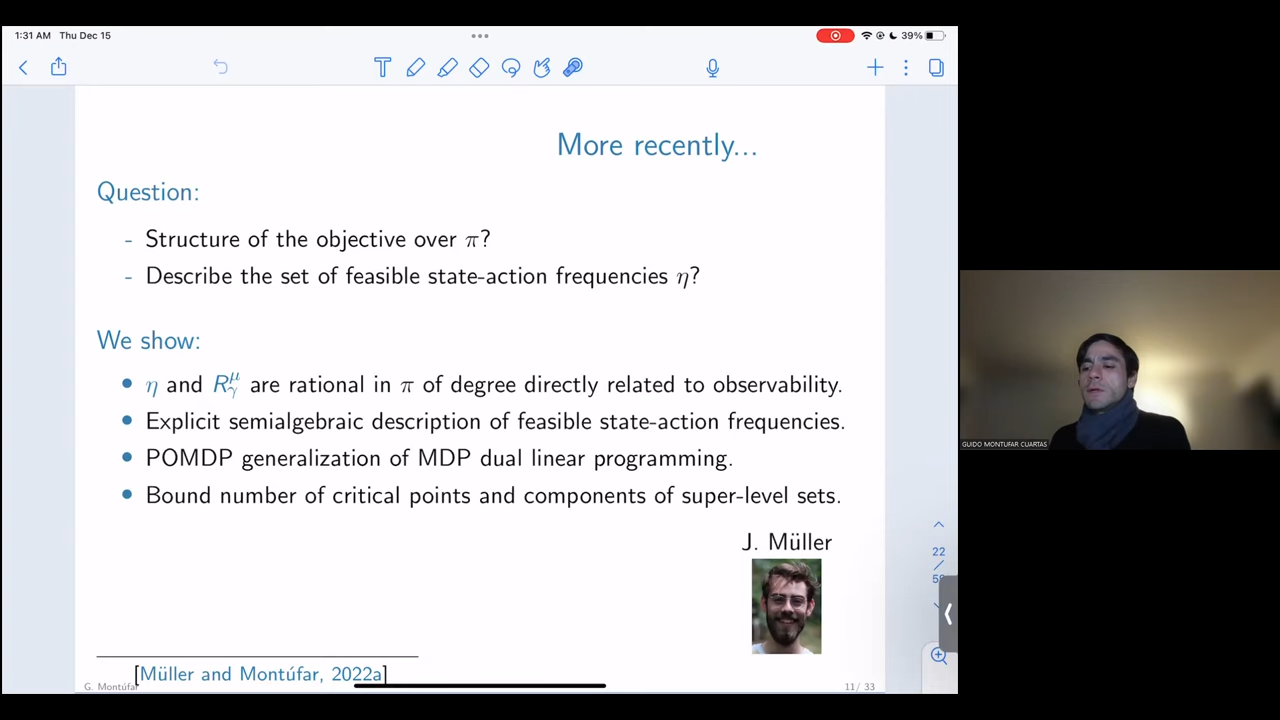 1:31 AM Thu Dec 15
39%
More recently...
Question:
- Structure of the objective over π?
- Describe the set of feasible state-action frequencies η?
We show:
• η and R^μ_γ are rational in π of degree directly related to observability.
• Explicit semialgebraic description of feasible state-action frequencies.
• POMDP generalization of MDP dual linear programming.
• Bound number of critical points and components of super-level sets.
J. Müller
[Müller and Montúfar, 2022a]
G. Montúfar
11/ 33
22
/
GUIDO MONTUFAR CUARTAS